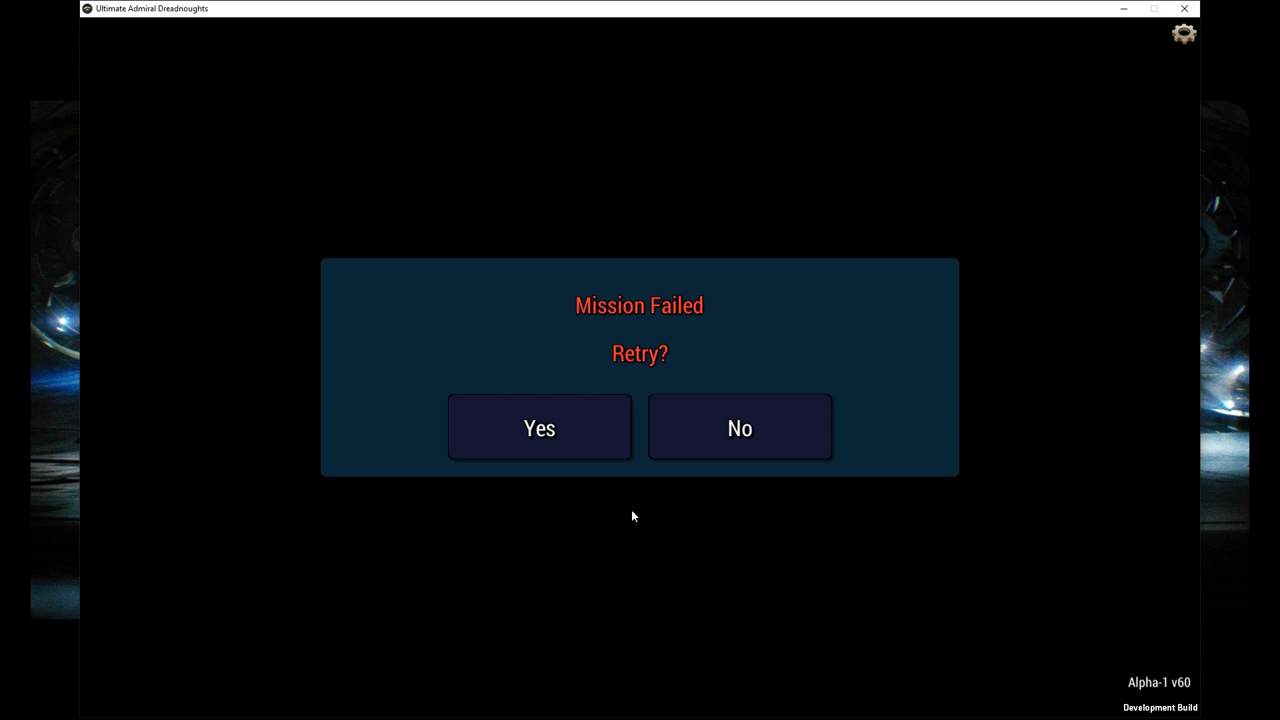 Ultimate Admiral Dreadnoughts
Mission Failed
Retry?
Yes
No
Alpha-1 v60
Development Build